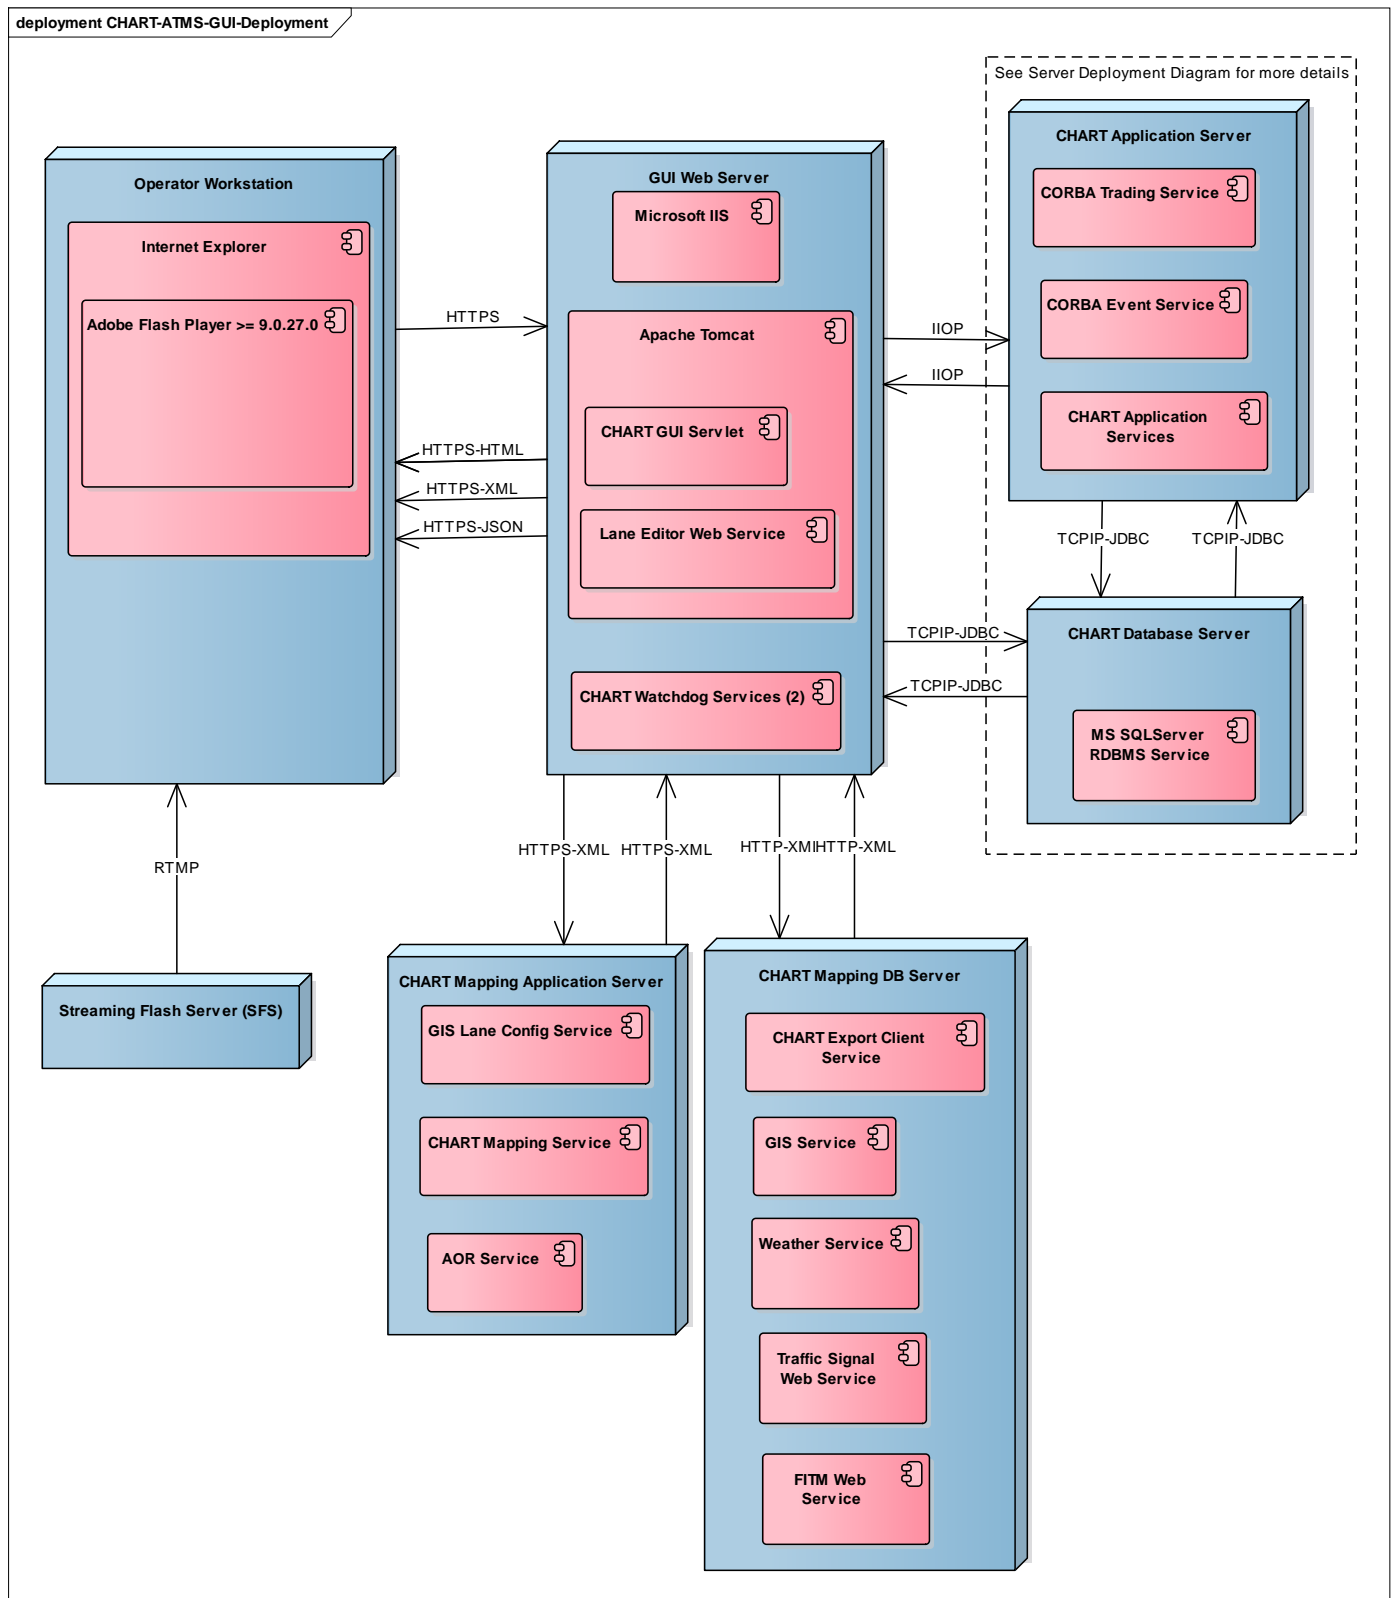 deployment CHART-ATMS-GUI-Deployment
See Server Deployment Diagram for more details
Operator Workstation
Internet Explorer
Adobe Flash Player >= 9.0.27.0
HTTPS
HTTPS-HTML
HTTPS-XML
HTTPS-JSON
GUI Web Server
Microsoft IIS
Apache Tomcat
CHART GUI Servlet
Lane Editor Web Service
CHART Watchdog Services (2)
IIOP
IIOP
CHART Application Server
CORBA Trading Service
CORBA Event Service
CHART Application
Services
TCPIP-JDBC
TCPIP-JDBC
TCPIP-JDBC
TCPIP-JDBC
CHART Database Server
MS SQLServer
RDBMS Service
RTMP
HTTPS-XML
HTTPS-XML
HTTP-XML
HTTP-XML
Streaming Flash Server (SFS)
CHART Mapping Application Server
GIS Lane Config Service
CHART Mapping Service
AOR Service
CHART Mapping DB Server
CHART Export Client
Service
GIS Service
Weather Service
Traffic Signal
Web Service
FITM Web
Service